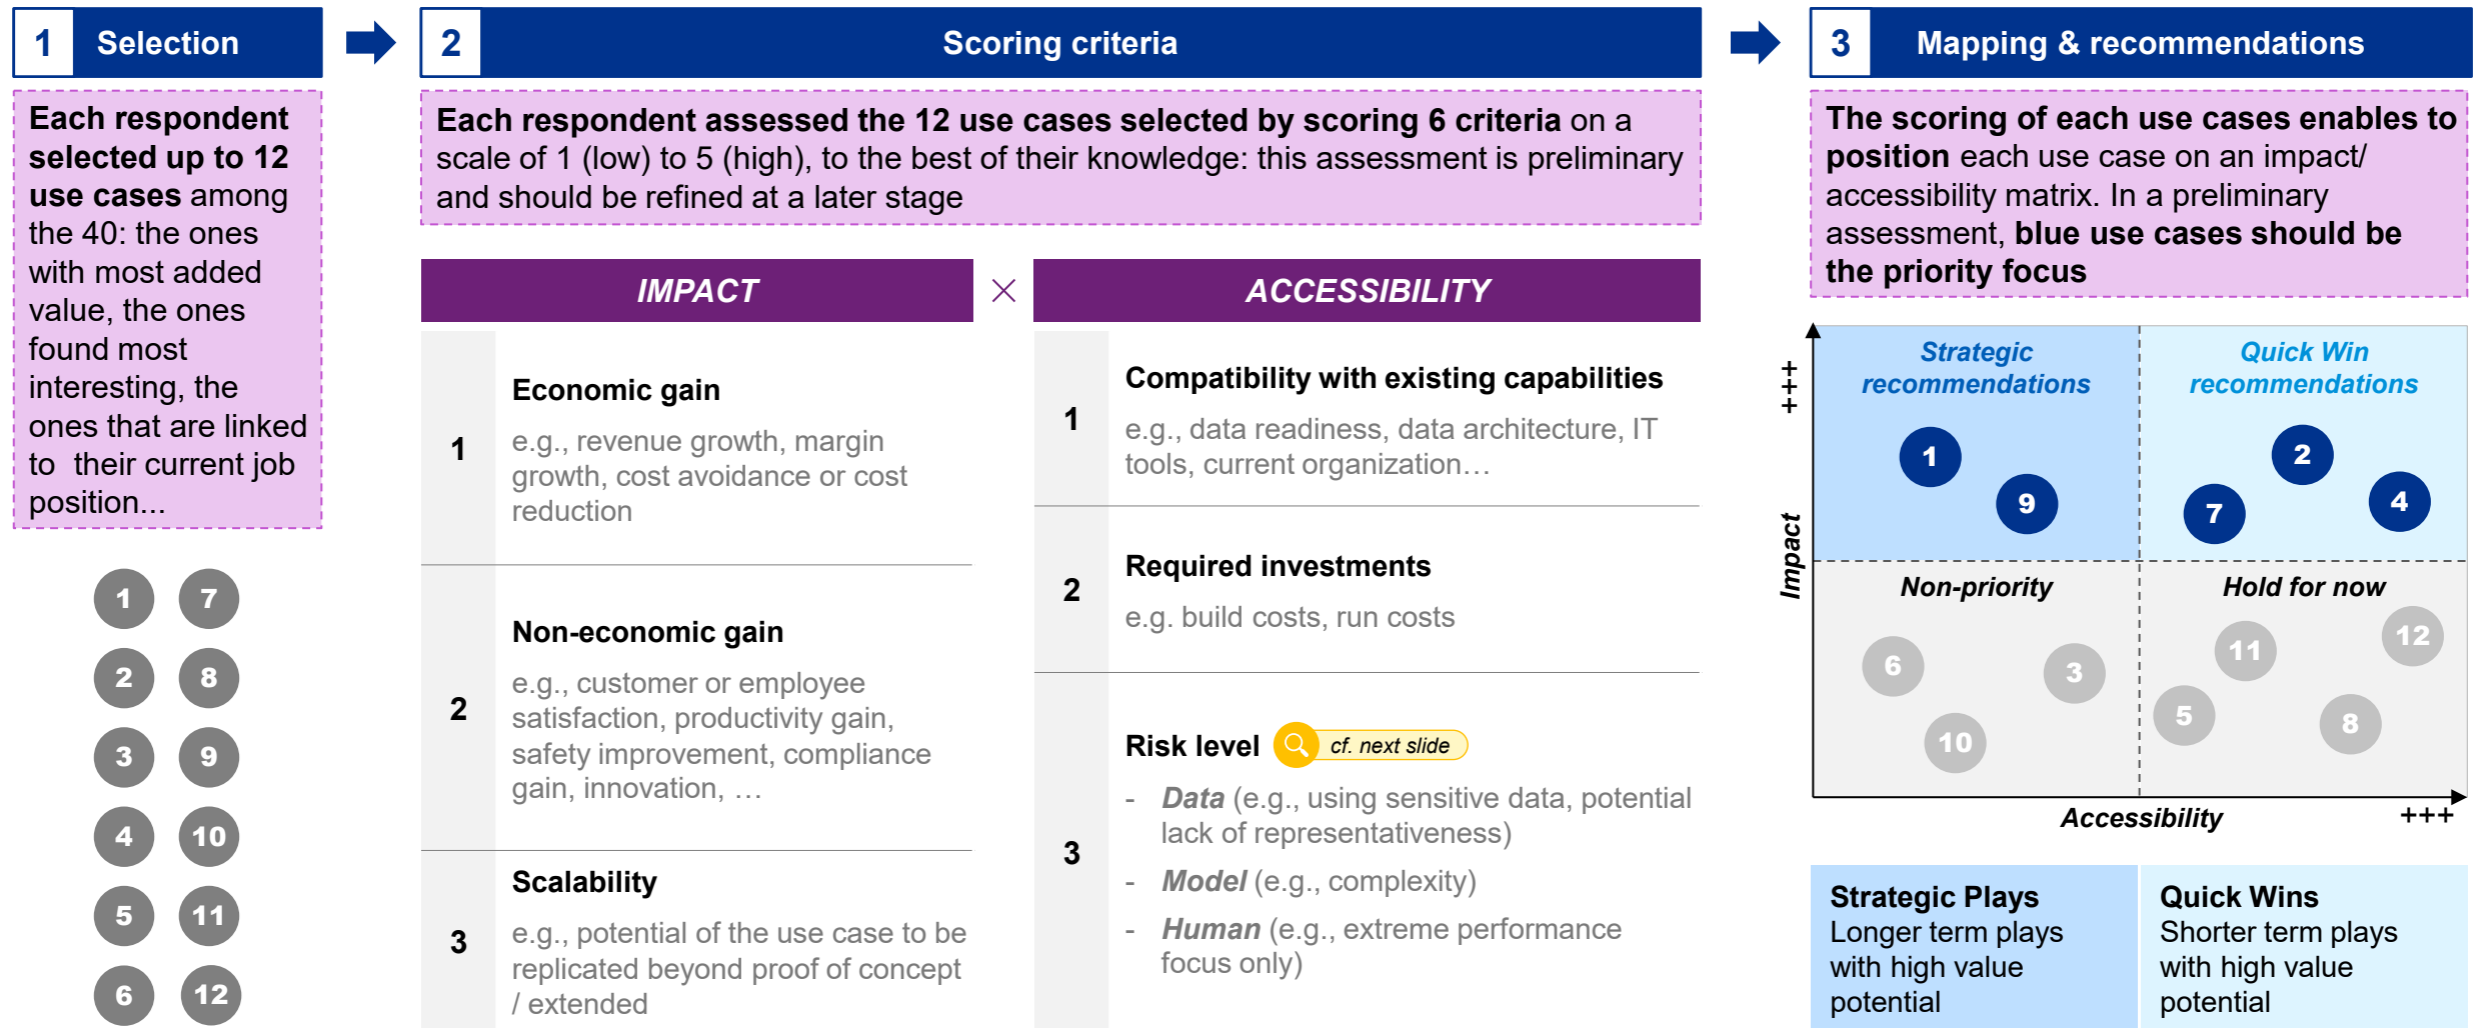 1 Selection
Each respondent
selected up to 12
use cases among
the 40: the ones
with most added
value, the ones
found most
interesting, the
ones that are linked
to  their current job
position...
1 7
2 8
3 9
4 10
5 11
6 12
2 Scoring criteria
Each respondent assessed the 12 use cases selected by scoring 6 criteria on a
scale of 1 (low) to 5 (high), to the best of their knowledge: this assessment is preliminary
and should be refined at a later stage
IMPACT
1
Economic gain
e.g., revenue growth, margin
growth, cost avoidance or cost
reduction
2
Non-economic gain
e.g., customer or employee
satisfaction, productivity gain,
safety improvement, compliance
gain, innovation, …
3
Scalability
e.g., potential of the use case to be
replicated beyond proof of concept
/ extended
×
ACCESSIBILITY
1
Compatibility with existing capabilities
e.g., data readiness, data architecture, IT
tools, current organization…
2
Required investments
e.g. build costs, run costs
3
Risk level cf. next slide
- Data (e.g., using sensitive data, potential
lack of representativeness)
- Model (e.g., complexity)
- Human (e.g., extreme performance
focus only)
3 Mapping & recommendations
The scoring of each use cases enables to
position each use case on an impact/
accessibility matrix. In a preliminary
assessment, blue use cases should be
the priority focus
+++
Impact
Strategic
recommendations
1
9
Quick Win
recommendations
2
7
4
Non-priority
6
3
10
Hold for now
12
11
5
8
Accessibility +++
Strategic Plays
Longer term plays
with high value
potential
Quick Wins
Shorter term plays
with high value
potential